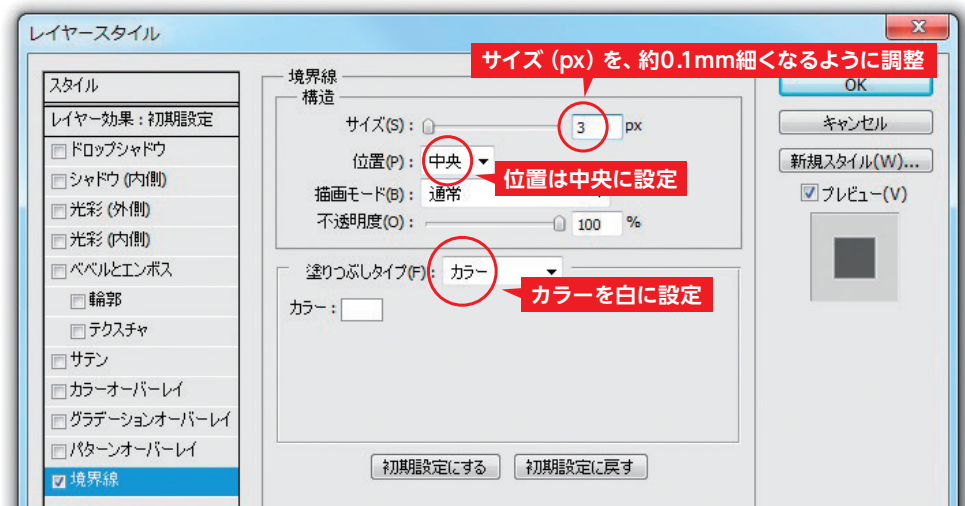 レイヤースタイル
サイズ（px）を、約0.1mm細くなるように調整
スタイル
レイヤー効果：初期設定
ドロップシャドウ
シャドウ (内側)
光彩 (外側)
光彩 (内側)
ベベルとエンボス
輪郭
テクスチャ
サテン
カラーオーバーレイ
グラデーションオーバーレイ
パターンオーバーレイ
境界線
境界線
構造
サイズ(S)： 3 px
位置(P)： 中央
位置は中央に設定
描画モード(B)： 通常
不透明度(O)： 100 %
塗りつぶしタイプ(F)： カラー
カラーを白に設定
カラー：
初期設定にする 初期設定に戻す
OK
キャンセル
新規スタイル(W)...
プレビュー(V)